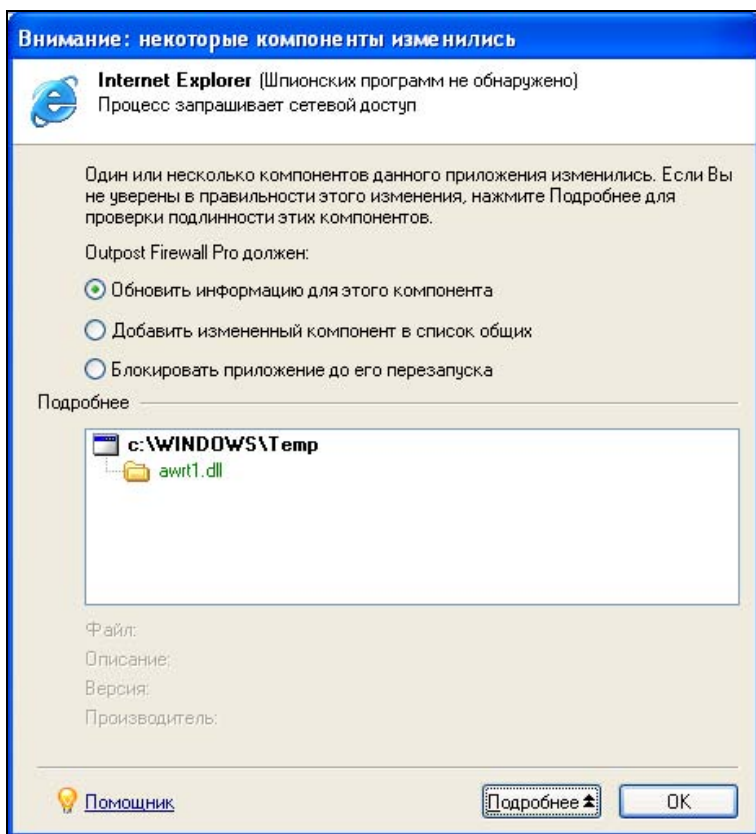 Внимание: некоторые компоненты изменились
Internet Explorer (Шпионских программ не обнаружено)
Процесс запрашивает сетевой доступ
Один или несколько компонентов данного приложения изменились. Если Вы
не уверены в правильности этого изменения, нажмите Подробнее для
проверки подлинности этих компонентов.
Outpost Firewall Pro должен:
Обновить информацию для этого компонента
Добавить измененный компонент в список общих
Блокировать приложение до его перезапуска
Подробнее
c:\WINDOWS\Temp
awrt1.dll
Файл:
Описание:
Версия:
Производитель:
Помощник
Подробнее
OK